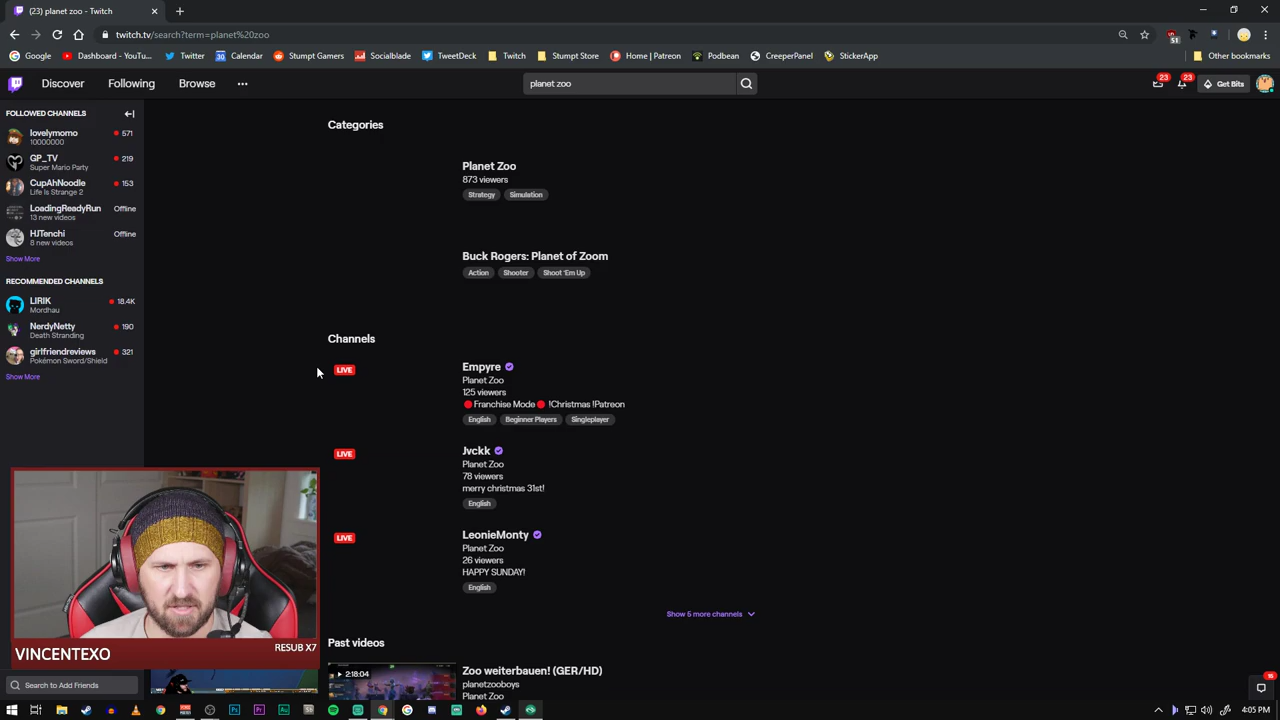 (23) planet zoo - Twitch
twitch.tv/search?term=planet%20zoo
51
Google
Dashboard - YouTu...
Twitter
Calendar
Stumpt Gamers
Socialblade
TweetDeck
Twitch
Stumpt Store
Home | Patreon
Podbean
CreeperPanel
StickerApp
Other bookmarks
Discover
Following
Browse
planet zoo
23
23
Get Bits
FOLLOWED CHANNELS
lovelymomo 571
10000000
GP_TV 219
Super Mario Party
CupAhNoodle 153
Life Is Strange 2
LoadingReadyRun Offline
13 new videos
HJTenchi Offline
8 new videos
Show More
RECOMMENDED CHANNELS
LIRIK 18.4K
Mordhau
NerdyNetty 190
Death Stranding
girlfriendreviews 321
Pokémon Sword/Shield
Show More
Categories
Planet Zoo
873 viewers
Strategy Simulation
Buck Rogers: Planet of Zoom
Action Shooter Shoot 'Em Up
Channels
LIVE
Empyre
Planet Zoo
125 viewers
Franchise Mode !Christmas !Patreon
English Beginner Players Singleplayer
LIVE
Jvckk
Planet Zoo
78 viewers
merry christmas 31st!
English
LIVE
LeonieMonty
Planet Zoo
26 viewers
HAPPY SUNDAY!
English
Show 5 more channels
Past videos
2:18:04
Zoo weiterbauen! (GER/HD)
planetzooboys
Planet Zoo
VINCENTEXO
RESUB X7
Search to Add Friends
4:05 PM